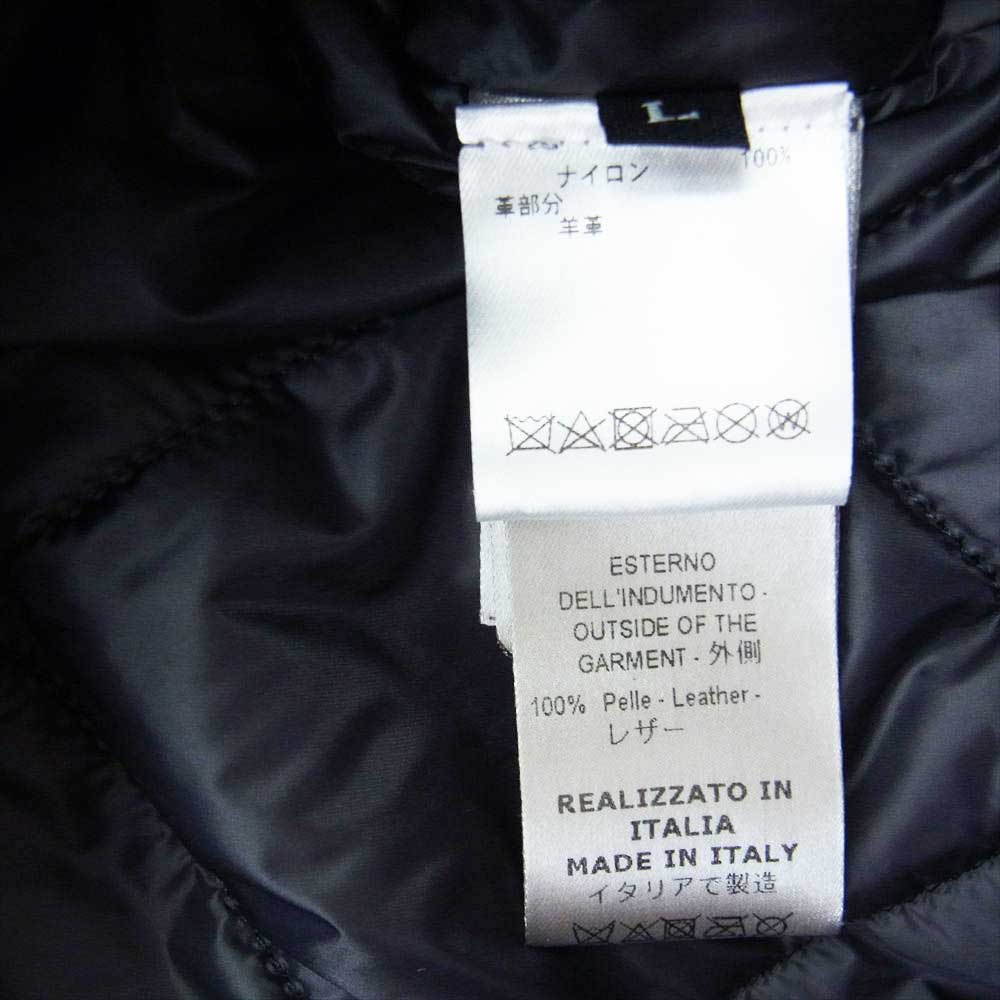 L
100%
ナイロン
革部分
羊革
ESTERNO
DELL'INDUMENTO -
OUTSIDE OF THE
GARMENT - 外側
100% Pelle - Leather -
レザー
REALIZZATO IN
ITALIA
MADE IN ITALY
イタリアで製造